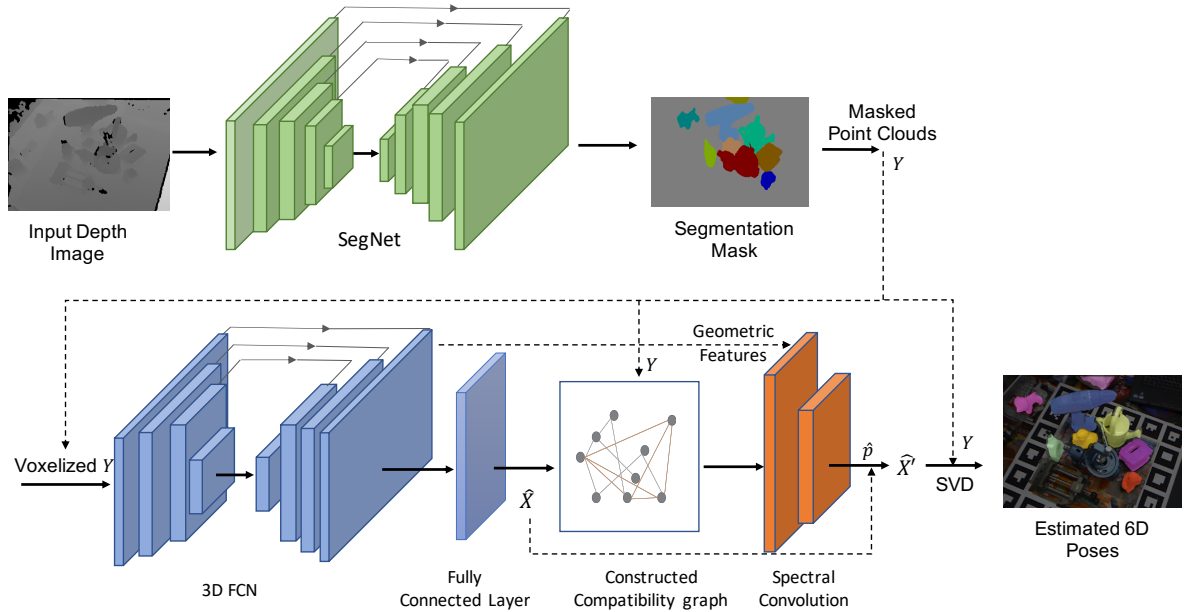 Input Depth
Image
SegNet
Segmentation
Mask
Masked
Point Clouds
Y
Geometric
Features
Y
Voxelized Y
X̂
p̂
X̂′
Y
SVD
3D FCN
Fully
Connected Layer
Constructed
Compatibility graph
Spectral
Convolution
Estimated 6D
Poses